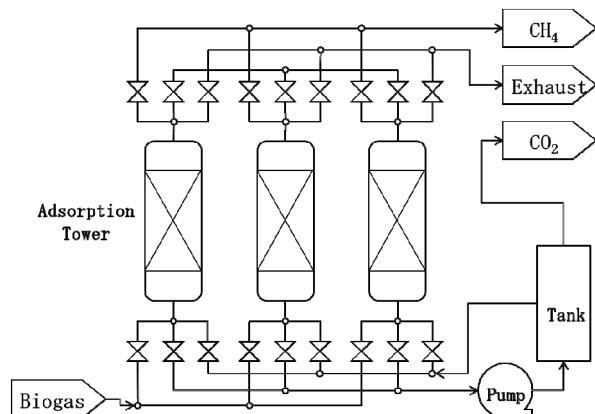 CH₄
Exhaust
CO₂
Adsorption
Tower
Tank
Biogas
Pump